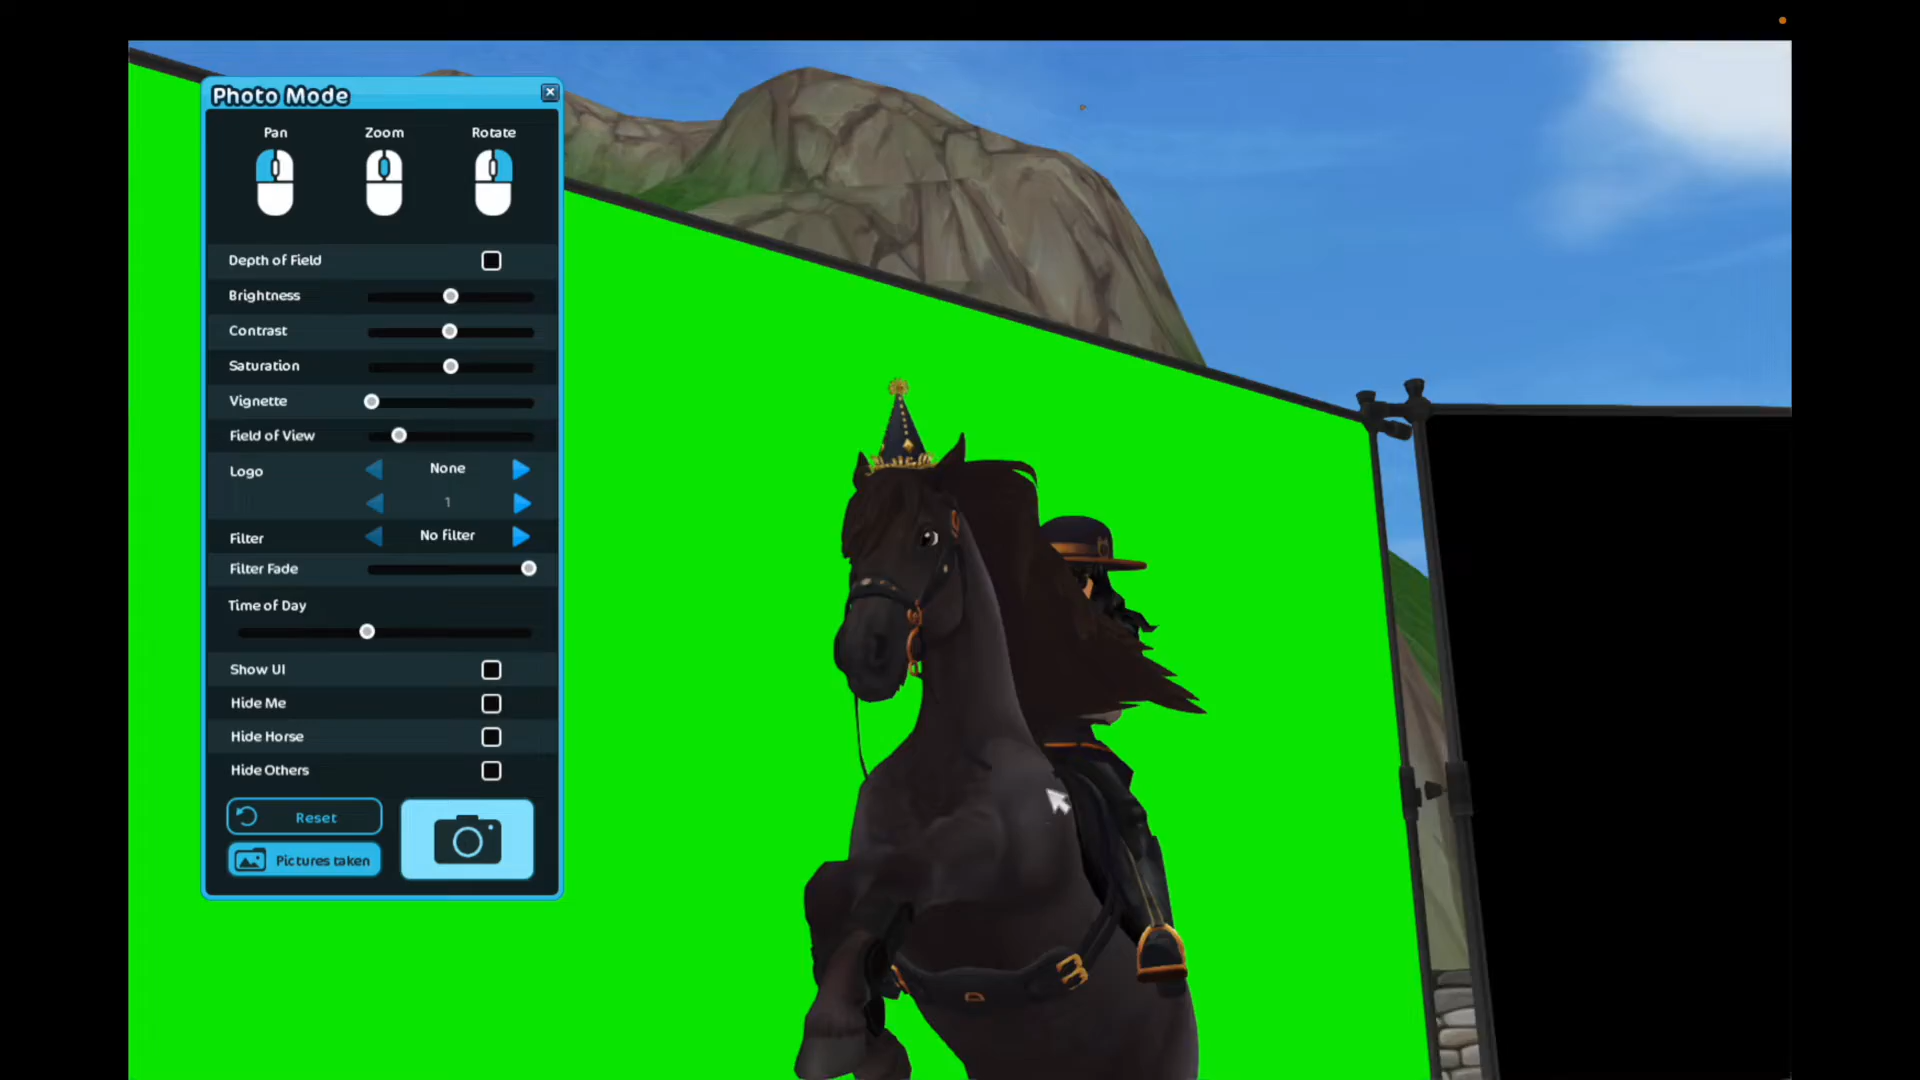 Photo Mode
Pan Zoom Rotate
Depth of Field
Brightness
Contrast
Saturation
Vignette
Field of View
Logo None
1
Filter No filter
Filter Fade
Time of Day
Show UI
Hide Me
Hide Horse
Hide Others
Reset
Pictures taken